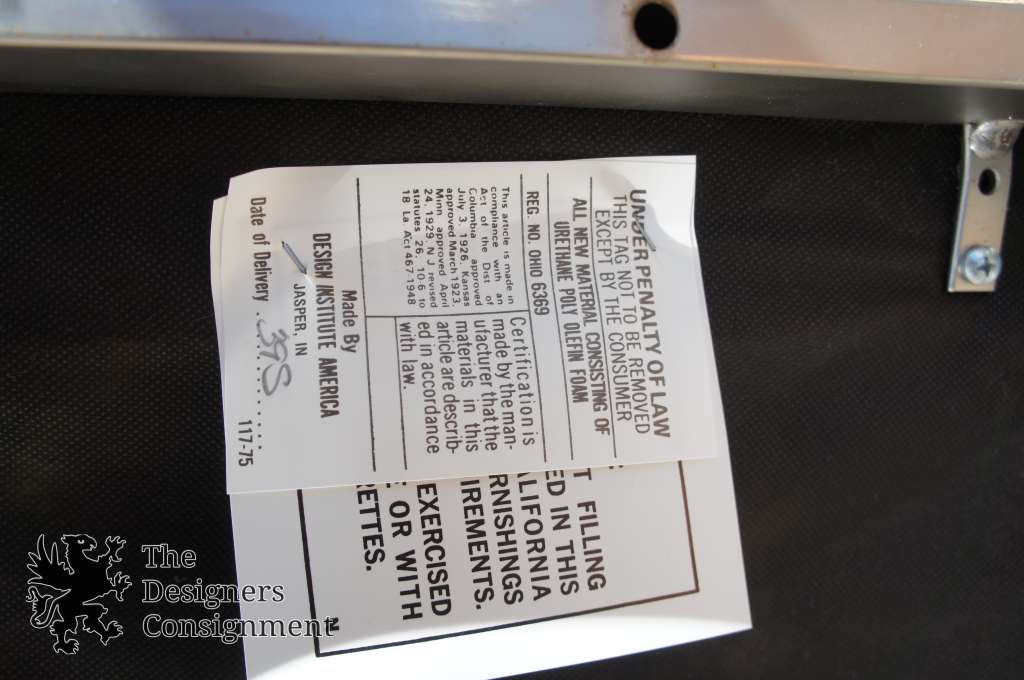 UNDER PENALTY OF LAW
THIS TAG NOT TO BE REMOVED
EXCEPT BY THE CONSUMER
ALL NEW MATERIAL CONSISTING OF
URETHANE POLY OLEFIN FOAM
REG. NO. OHIO 6369
This article is made in
compliance with an
Act of the Dist of
Columbia approved
July 3, 1926, Kansas
approved March 1923,
Minn approved April
24, 1929, N J revised
statutes 26, 10-6 to
18 La Act 467-1948
Certification is
made by the man-
ufacturer that the
materials in this
article are describ-
ed in accordance
with law.
Made By
DESIGN INSTITUTE AMERICA
JASPER, IN
Date of Delivery . 398 . . . . .
117-75
FILLING
ED IN THIS
ALIFORNIA
RNISHINGS
IREMENTS.
EXERCISED
OR WITH
RETTES.
N
The
Designers
Consignment